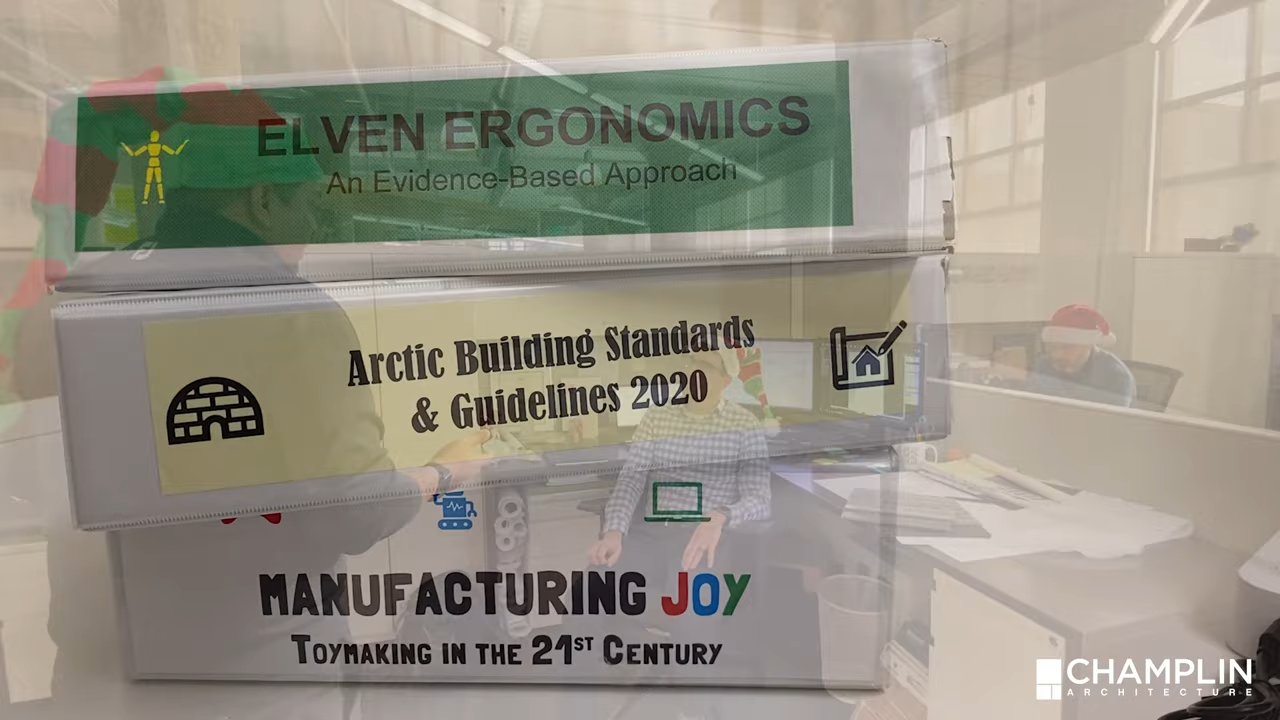 ELVEN ERGONOMICS
An Evidence-Based Approach
Arctic Building Standards
& Guidelines 2020
MANUFACTURING JOY
TOYMAKING IN THE 21ST CENTURY
CHAMPLIN
ARCHITECTURE